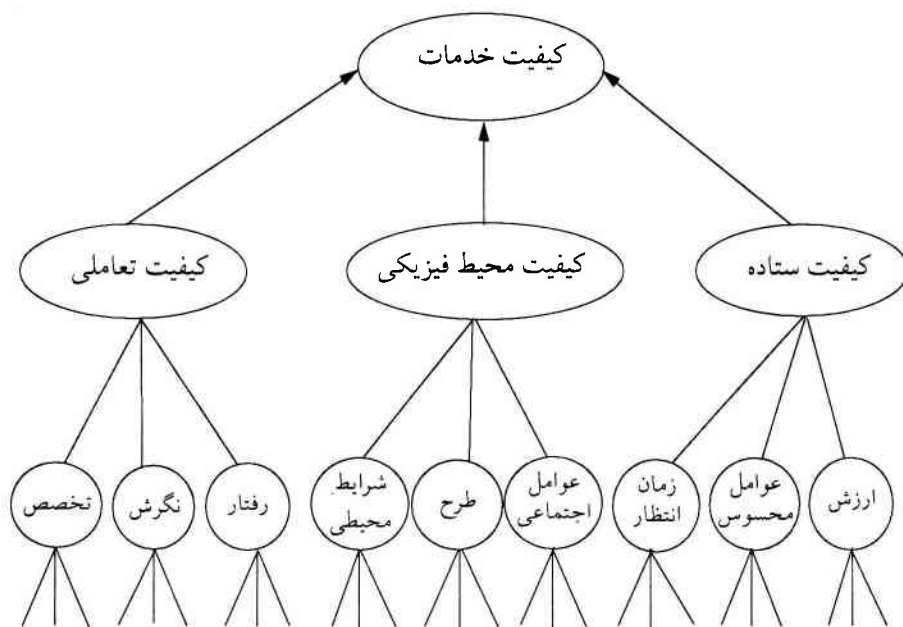 کیفیت خدمات
کیفیت ستاده
کیفیت محیط فیزیکی
کیفیت تعاملی
ارزش
عوامل
محسوس
زمان
انتظار
عوامل
اجتماعی
طرح
شرایط
محیطی
رفتار
نگرش
تخصص